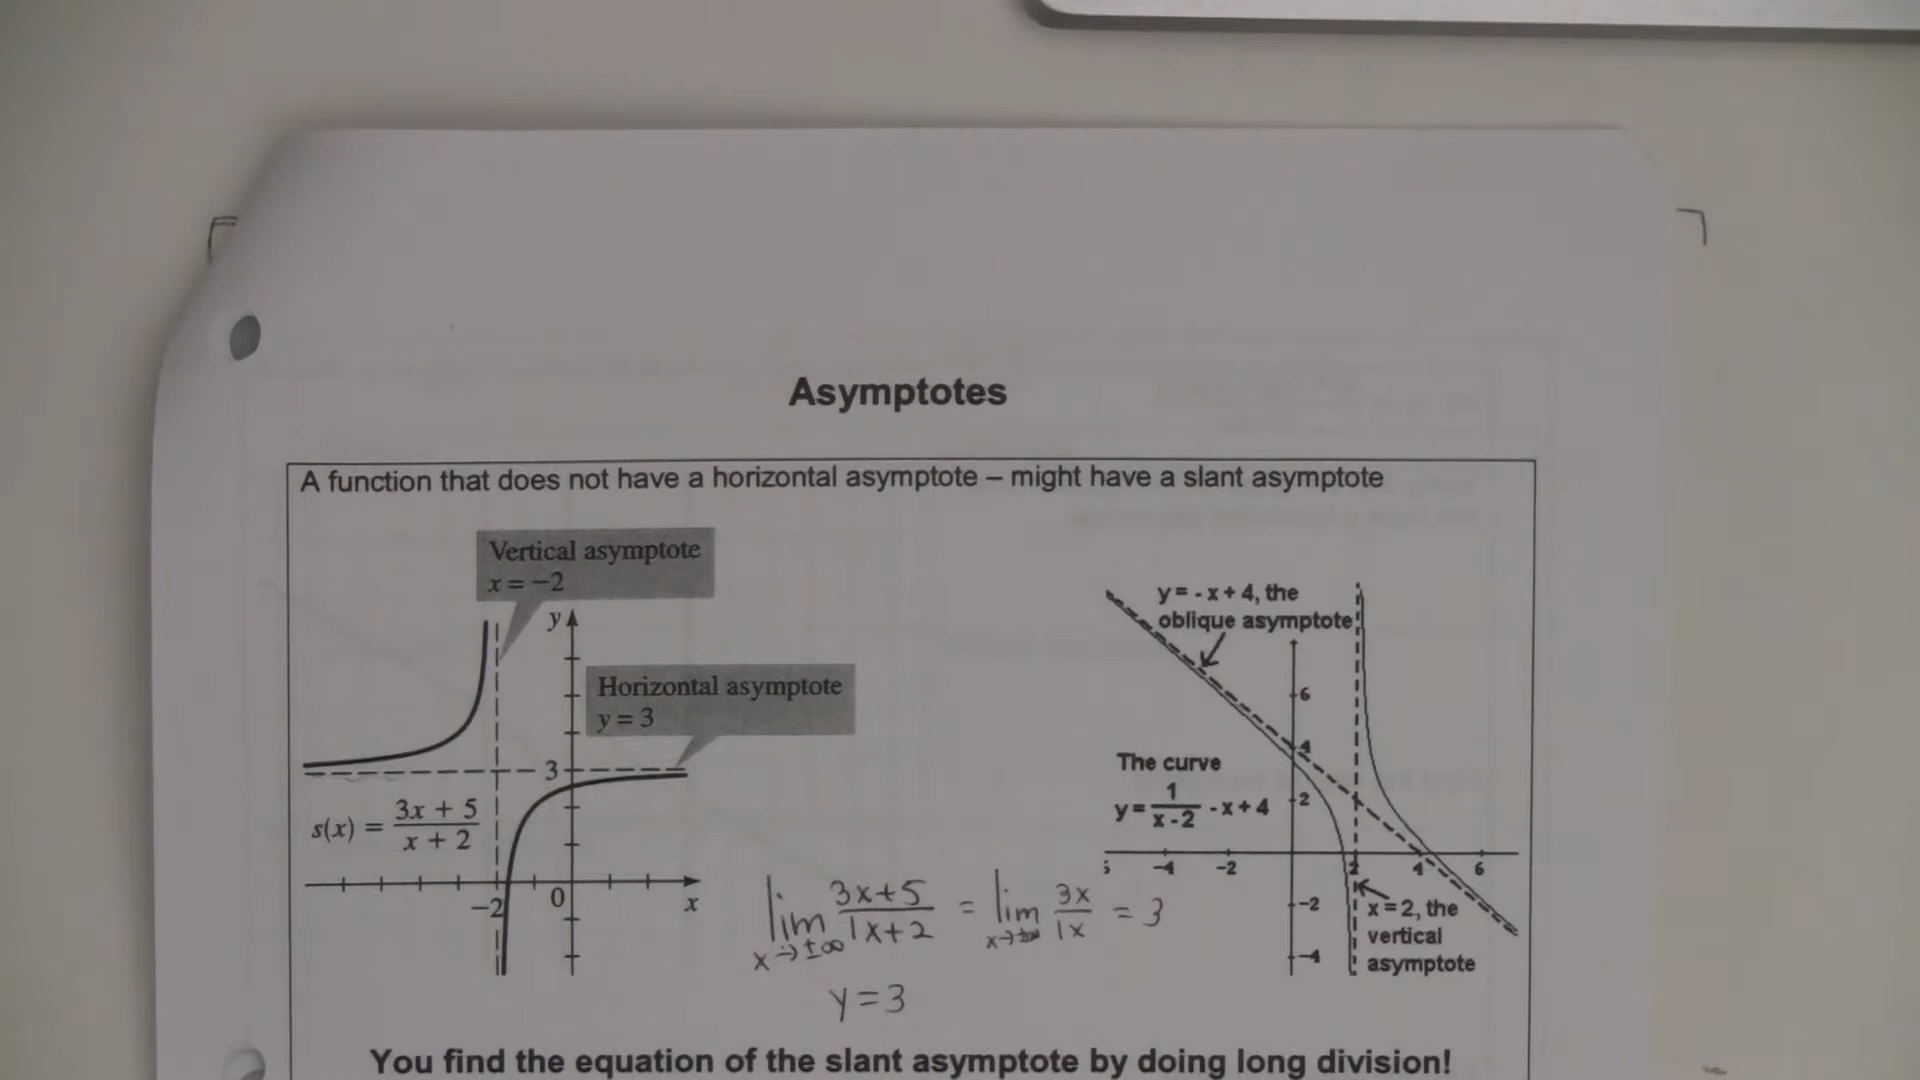 Asymptotes
A function that does not have a horizontal asymptote – might have a slant asymptote
Vertical asymptote
x = −2
y
Horizontal asymptote
y = 3
3
s(x) = (3x + 5)/(x + 2)
−2
0
x
y = - x + 4, the
oblique asymptote
6
4
The curve
y = 1/(x - 2) - x + 4
2
-4 -2 2 4 6
-2
x = 2, the
vertical
asymptote
-4
lim x→±∞ (3x+5)/(1x+2) = lim x→±∞ 3x/1x = 3
y = 3
You find the equation of the slant asymptote by doing long division!